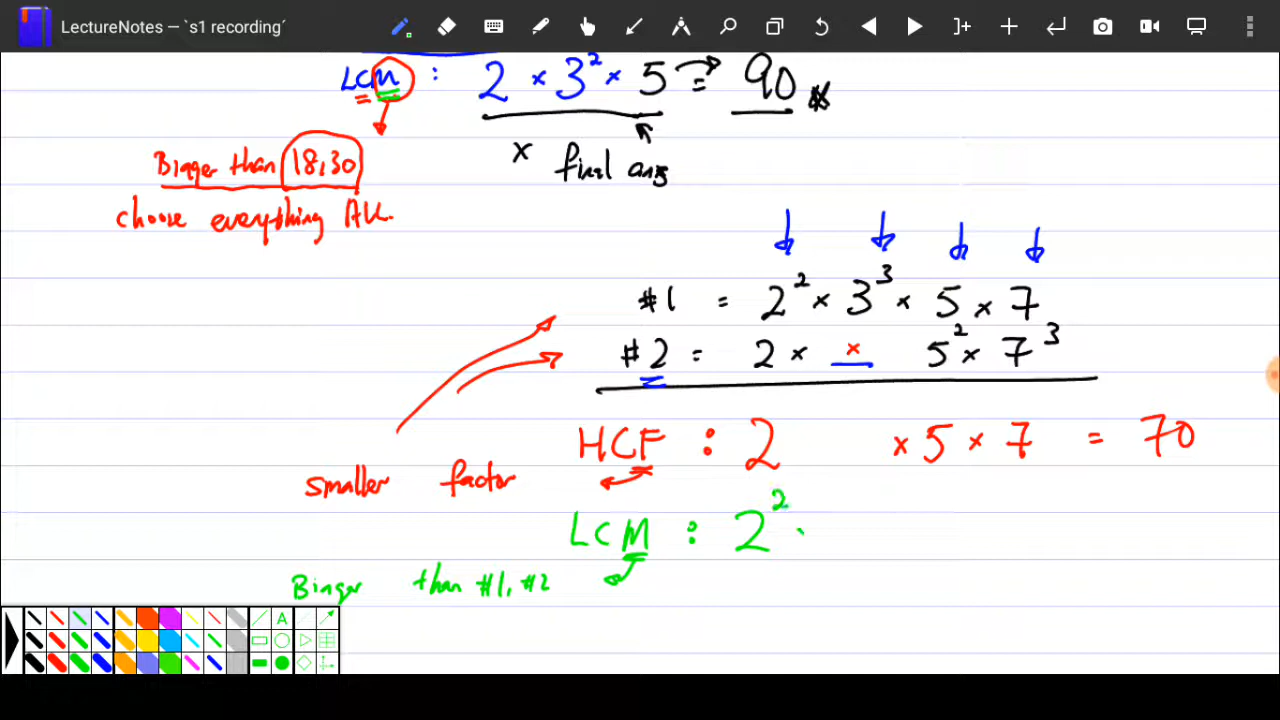 LectureNotes — `s1 recording´
LCM : 2 × 3² × 5 = 90
Bigger than 18,30
× final ans
choose everything All.
#1 = 2² × 3³ × 5 × 7
#2 = 2 × × 5² × 7³
HCF : 2 × 5 × 7 = 70
smaller factor
LCM : 2² ·
Binger than #1, #2
A